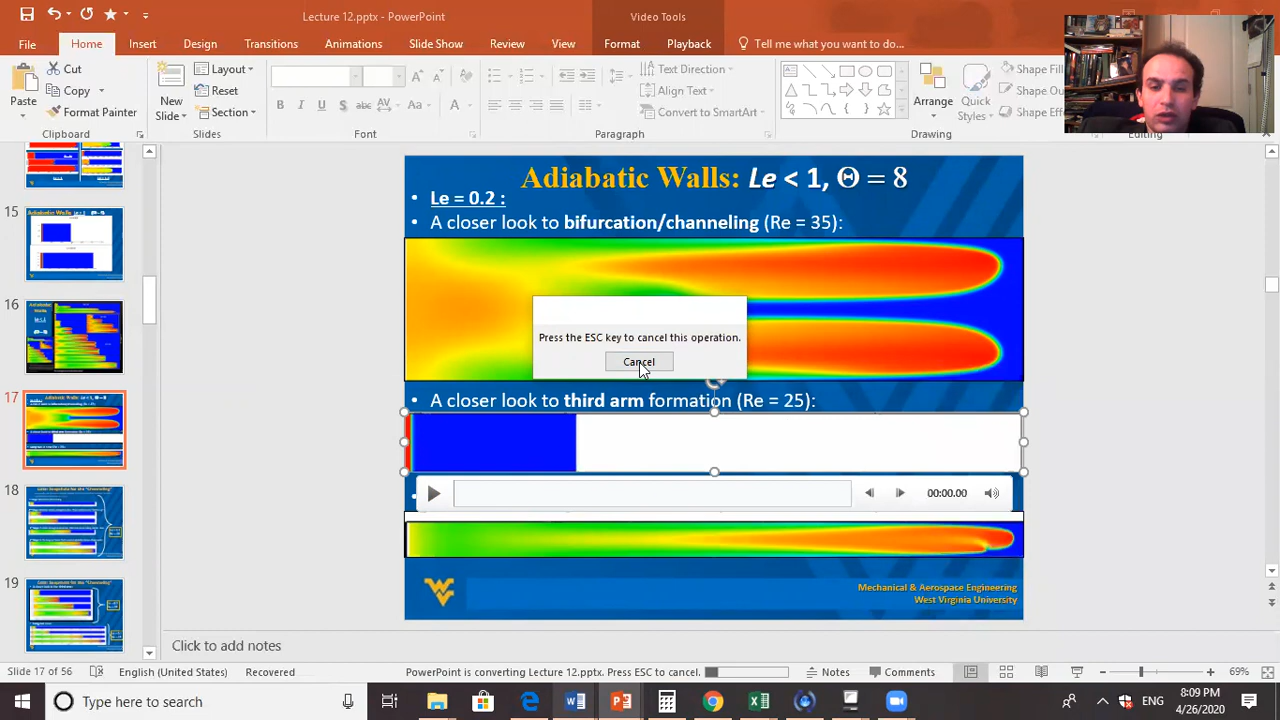 Lecture 12.pptx - PowerPoint
Video Tools
File
Home
Insert
Design
Transitions
Animations
Slide Show
Review
View
Format
Playback
Tell me what you want to do...
Paste
Cut
Copy
Format Painter
Clipboard
New
Slide
Layout
Reset
Section
Slides
B I U S abc AV Aa A
Font
Text Direction
Align Text
Convert to SmartArt
Paragraph
Arrange
Quick
Styles
Shape Fill
Shape Ou
Shape Effe
Drawing
Editing
15
16
17
18
19
Adiabatic Walls: Le < 1, Θ = 8
• Le = 0.2 :
• A closer look to bifurcation/channeling (Re = 35):
Press the ESC key to cancel this operation.
Cancel
• A closer look to third arm formation (Re = 25):
00:00.00
Mechanical & Aerospace Engineering
West Virginia University
Click to add notes
Slide 17 of 56
English (United States)
Recovered
PowerPoint is converting Lecture 12.pptx. Press ESC to cancel.
Notes
Comments
69%
Type here to search
ENG
8:09 PM
4/26/2020